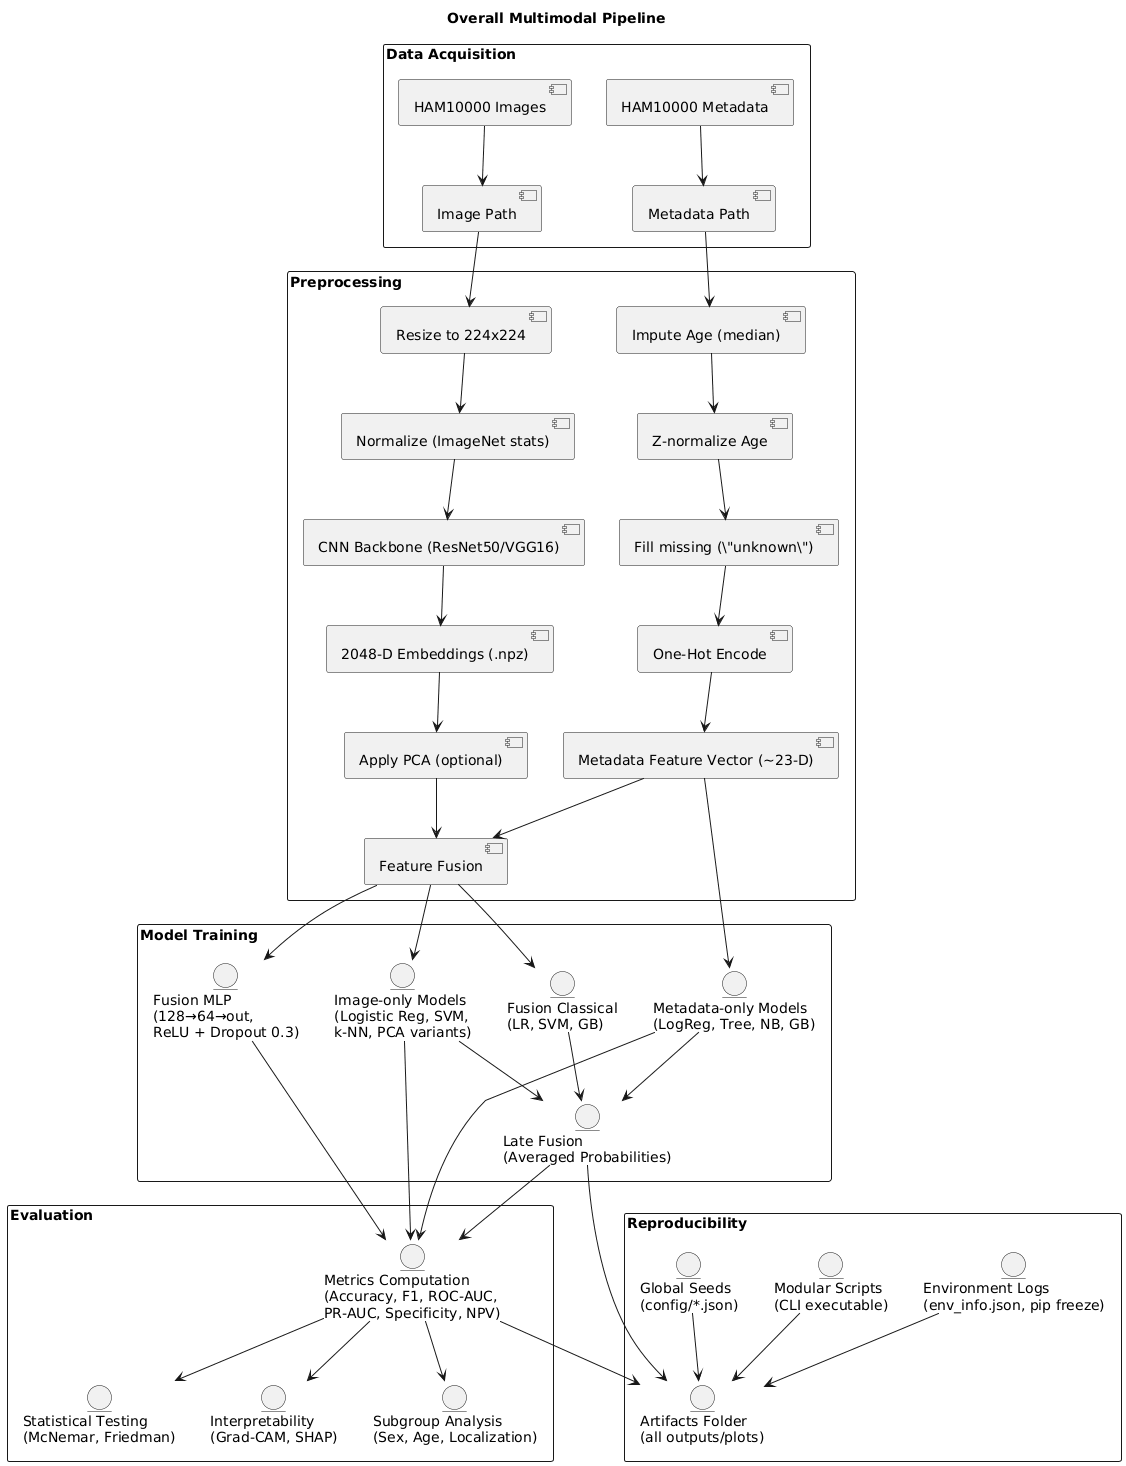 Overall Multimodal Pipeline
Data Acquisition
HAM10000 Images
HAM10000 Metadata
Image Path
Metadata Path
Preprocessing
Resize to 224x224
Impute Age (median)
Normalize (ImageNet stats)
Z-normalize Age
CNN Backbone (ResNet50/VGG16)
Fill missing (\"unknown\")
2048-D Embeddings (.npz)
One-Hot Encode
Apply PCA (optional)
Metadata Feature Vector (~23-D)
Feature Fusion
Model Training
Fusion MLP
(128→64→out,
ReLU + Dropout 0.3)
Image-only Models
(Logistic Reg, SVM,
k-NN, PCA variants)
Fusion Classical
(LR, SVM, GB)
Metadata-only Models
(LogReg, Tree, NB, GB)
Late Fusion
(Averaged Probabilities)
Evaluation
Metrics Computation
(Accuracy, F1, ROC-AUC,
PR-AUC, Specificity, NPV)
Statistical Testing
(McNemar, Friedman)
Interpretability
(Grad-CAM, SHAP)
Subgroup Analysis
(Sex, Age, Localization)
Reproducibility
Global Seeds
(config/*.json)
Modular Scripts
(CLI executable)
Environment Logs
(env_info.json, pip freeze)
Artifacts Folder
(all outputs/plots)